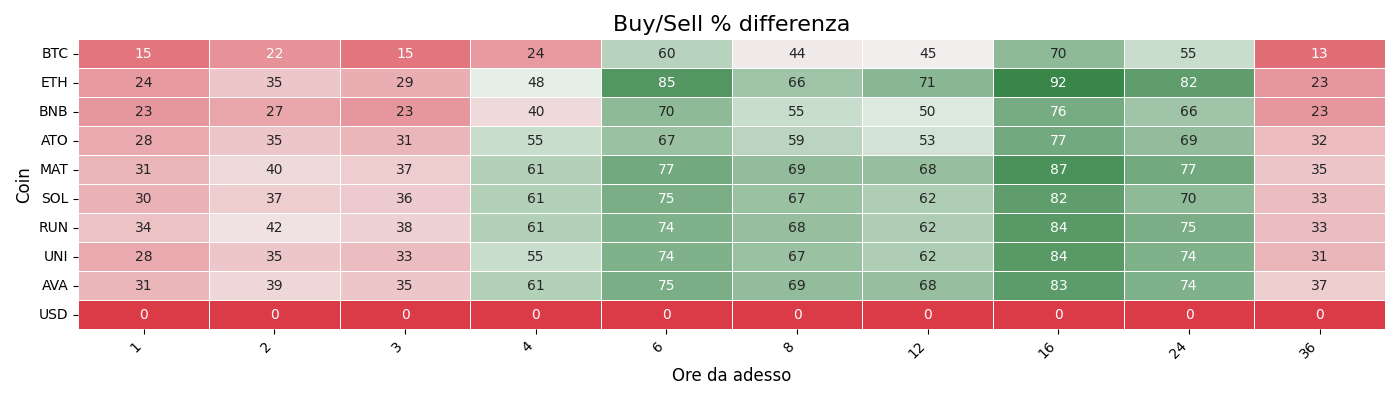 Buy/Sell % differenza
Coin
BTC 15 22 15 24 60 44 45 70 55 13
ETH 24 35 29 48 85 66 71 92 82 23
BNB 23 27 23 40 70 55 50 76 66 23
ATO 28 35 31 55 67 59 53 77 69 32
MAT 31 40 37 61 77 69 68 87 77 35
SOL 30 37 36 61 75 67 62 82 70 33
RUN 34 42 38 61 74 68 62 84 75 33
UNI 28 35 33 55 74 67 62 84 74 31
AVA 31 39 35 61 75 69 68 83 74 37
USD 0 0 0 0 0 0 0 0 0 0
1 2 3 4 6 8 12 16 24 36
Ore da adesso